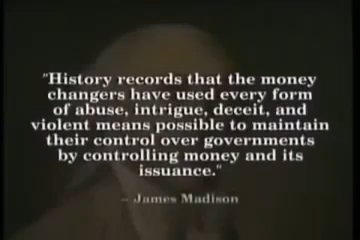 "History records that the money
changers have used every form
of abuse, intrigue, deceit, and
violent means possible to maintain
their control over governments
by controlling money and its
issuance."
– James Madison